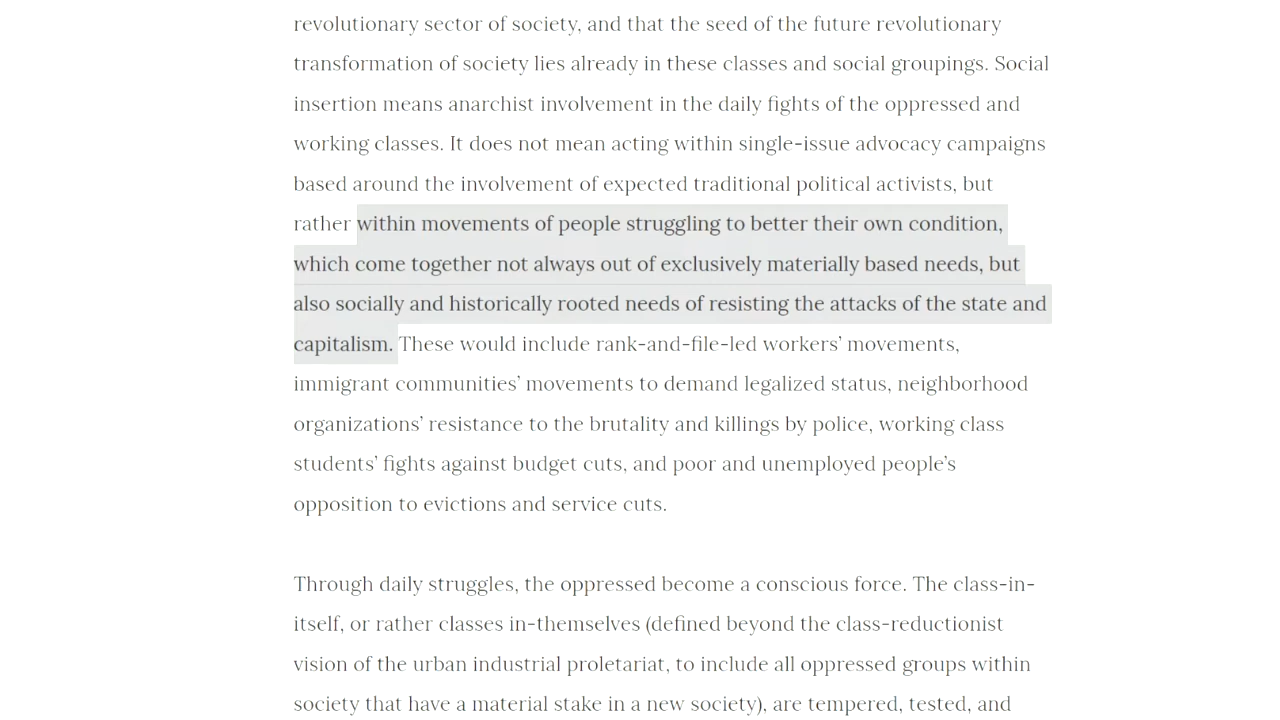 revolutionary sector of society, and that the seed of the future revolutionary
transformation of society lies already in these classes and social groupings. Social
insertion means anarchist involvement in the daily fights of the oppressed and
working classes. It does not mean acting within single-issue advocacy campaigns
based around the involvement of expected traditional political activists, but
rather within movements of people struggling to better their own condition,
which come together not always out of exclusively materially based needs, but
also socially and historically rooted needs of resisting the attacks of the state and
capitalism. These would include rank-and-file-led workers’ movements,
immigrant communities’ movements to demand legalized status, neighborhood
organizations’ resistance to the brutality and killings by police, working class
students’ fights against budget cuts, and poor and unemployed people’s
opposition to evictions and service cuts.
Through daily struggles, the oppressed become a conscious force. The class-in-
itself, or rather classes in-themselves (defined beyond the class-reductionist
vision of the urban industrial proletariat, to include all oppressed groups within
society that have a material stake in a new society), are tempered, tested, and